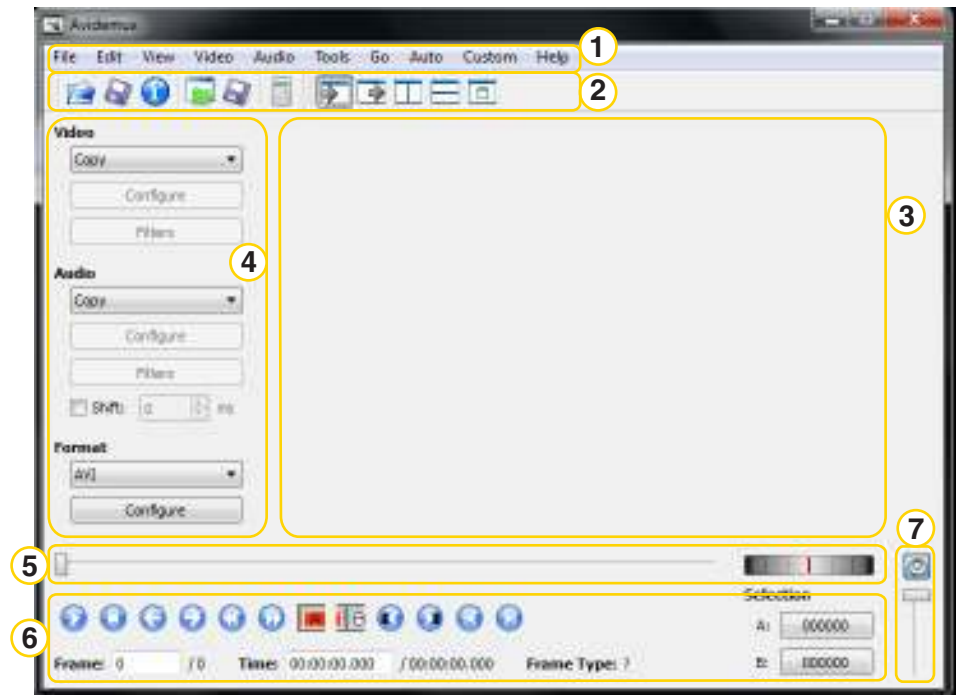 Avidemux
File Edit View Video Audio Tools Go Auto Custom Help
1
2
Video
Copy
Configure
Filters
3
4
Audio
Copy
Configure
Filters
Shift: 0 ms
Format
AVI
Configure
7
5
Selection
6
A: 000000
Frame: 0 / 0 Time: 00:00:00.000 / 00:00:00.000 Frame Type: ? B: 000000